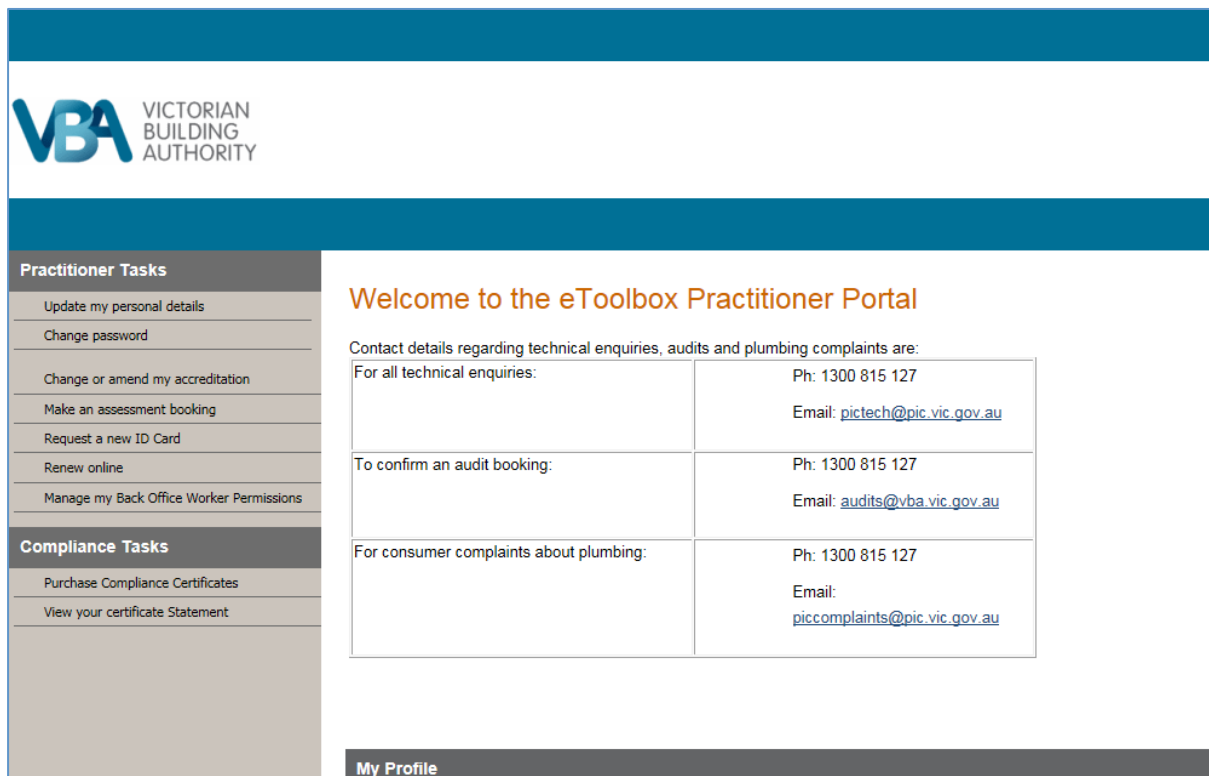 VBA
VICTORIAN
BUILDING
AUTHORITY
Practitioner Tasks
Update my personal details
Change password
Change or amend my accreditation
Make an assessment booking
Request a new ID Card
Renew online
Manage my Back Office Worker Permissions
Compliance Tasks
Purchase Compliance Certificates
View your certificate Statement
Welcome to the eToolbox Practitioner Portal
Contact details regarding technical enquiries, audits and plumbing complaints are:
For all technical enquiries:
Ph: 1300 815 127
Email: pictech@pic.vic.gov.au
To confirm an audit booking:
Ph: 1300 815 127
Email: audits@vba.vic.gov.au
For consumer complaints about plumbing:
Ph: 1300 815 127
Email:
piccomplaints@pic.vic.gov.au
My Profile